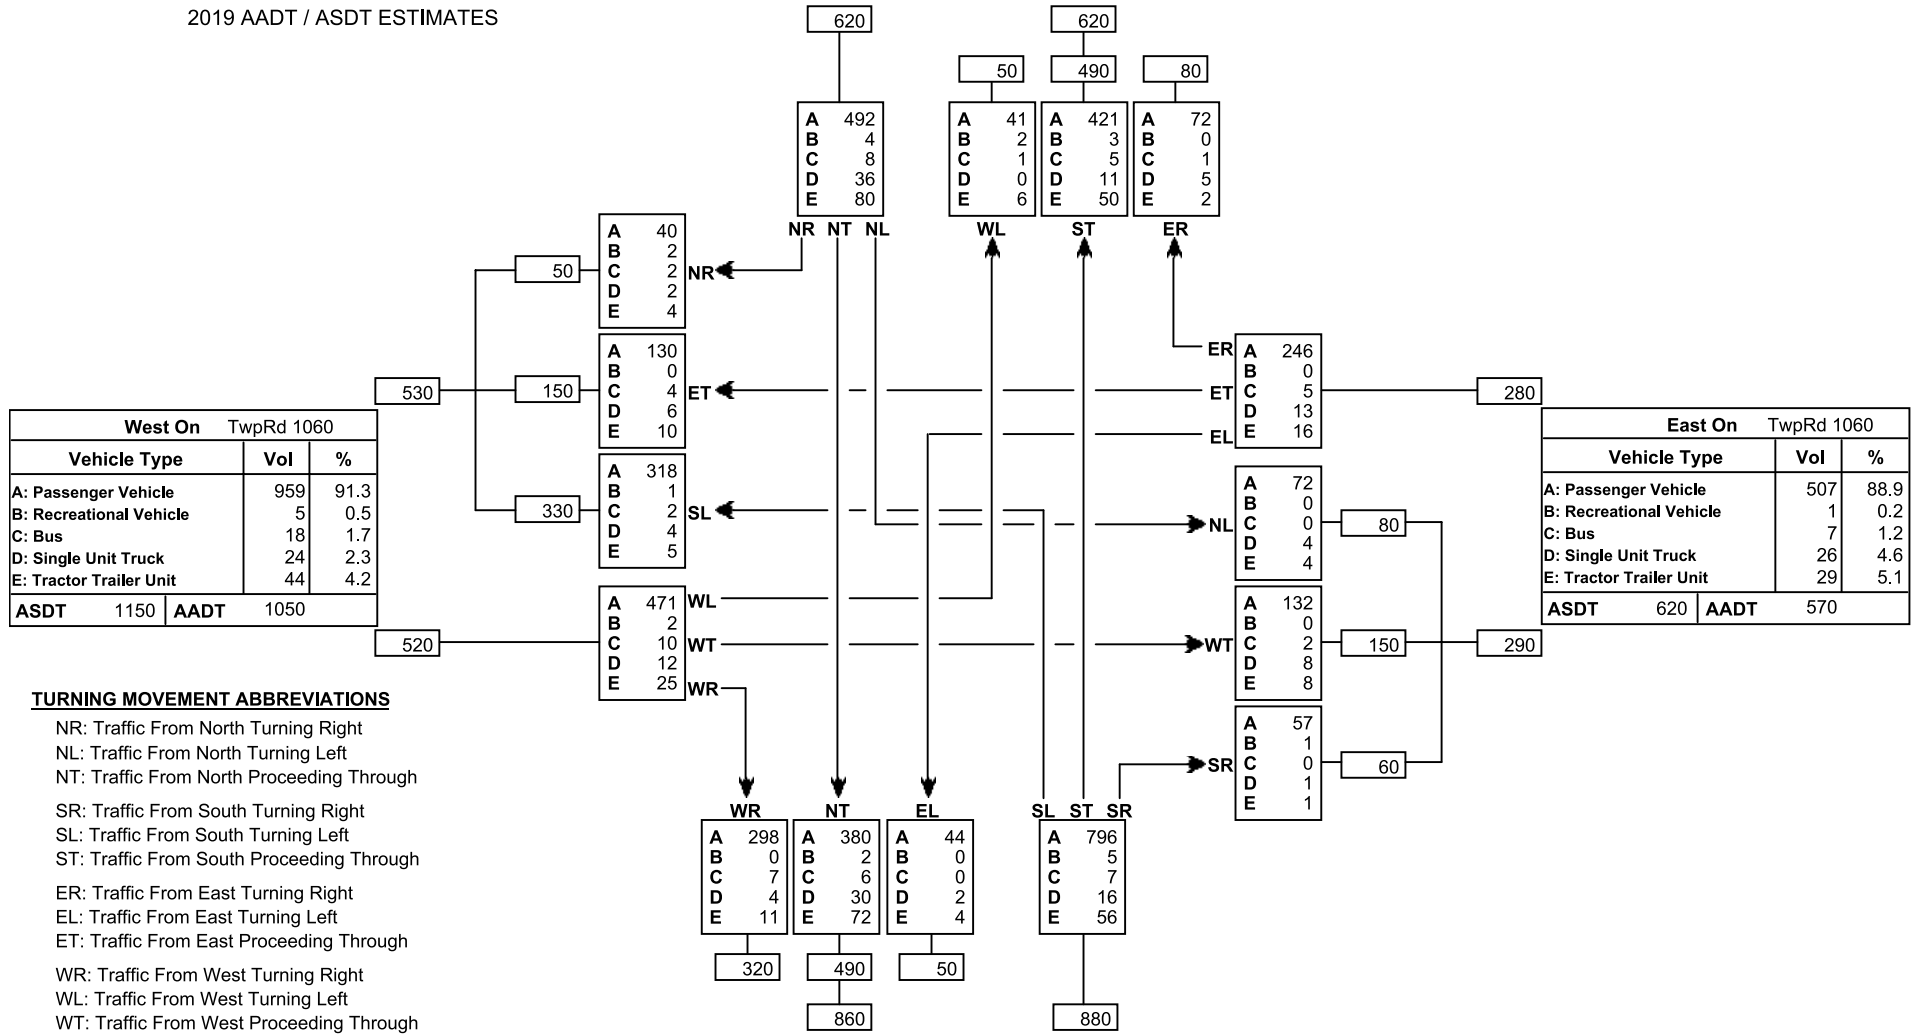 2019 AADT / ASDT ESTIMATES
620
620
50
490
80
A 492
B 4
C 8
D 36
E 80
A 41
B 2
C 1
D 0
E 6
A 421
B 3
C 5
D 11
E 50
A 72
B 0
C 1
D 5
E 2
NR NT NL
WL
ST
ER
50
A 40
B 2
C 2
D 2
E 4
NR
530
150
A 130
B 0
C 4
D 6
E 10
ET
330
A 318
B 1
C 2
D 4
E 5
SL
520
A 471
B 2
C 10
D 12
E 25
WL
WT
WR
West On TwpRd 1060
Vehicle Type Vol %
A: Passenger Vehicle 959 91.3
B: Recreational Vehicle 5 0.5
C: Bus 18 1.7
D: Single Unit Truck 24 2.3
E: Tractor Trailer Unit 44 4.2
ASDT 1150 AADT 1050
ER
ET
EL
A 246
B 0
C 5
D 13
E 16
280
NL
A 72
B 0
C 0
D 4
E 4
80
WT
A 132
B 0
C 2
D 8
E 8
150
290
SR
A 57
B 1
C 0
D 1
E 1
60
East On TwpRd 1060
Vehicle Type Vol %
A: Passenger Vehicle 507 88.9
B: Recreational Vehicle 1 0.2
C: Bus 7 1.2
D: Single Unit Truck 26 4.6
E: Tractor Trailer Unit 29 5.1
ASDT 620 AADT 570
TURNING MOVEMENT ABBREVIATIONS
NR: Traffic From North Turning Right
NL: Traffic From North Turning Left
NT: Traffic From North Proceeding Through
SR: Traffic From South Turning Right
SL: Traffic From South Turning Left
ST: Traffic From South Proceeding Through
ER: Traffic From East Turning Right
EL: Traffic From East Turning Left
ET: Traffic From East Proceeding Through
WR: Traffic From West Turning Right
WL: Traffic From West Turning Left
WT: Traffic From West Proceeding Through
WR
NT
EL
SL ST SR
A 298
B 0
C 7
D 4
E 11
A 380
B 2
C 6
D 30
E 72
A 44
B 0
C 0
D 2
E 4
A 796
B 5
C 7
D 16
E 56
320
490
50
860
880